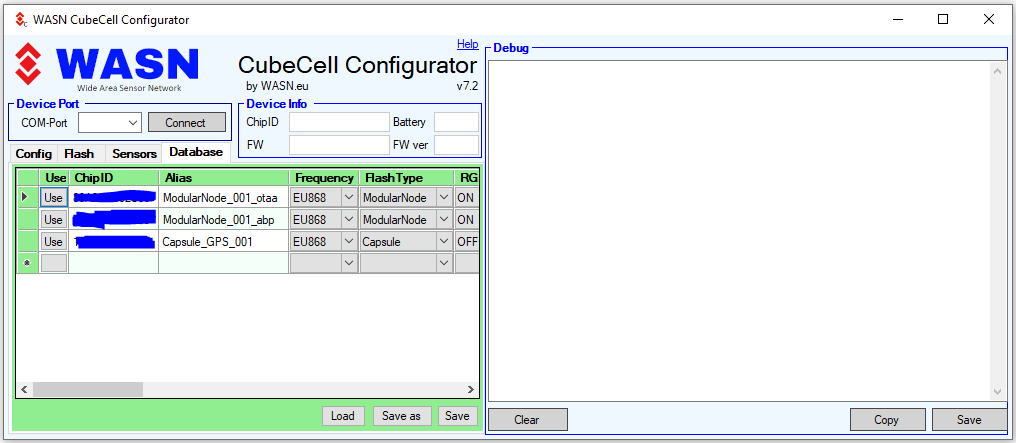 WASN CubeCell Configurator
WASN
Wide Area Sensor Network
Help
CubeCell Configurator
by WASN.eu
v7.2
Device Port
COM-Port
Connect
Device Info
ChipID
Battery
FW
FW ver
Config Flash Sensors Database
Use ChipID Alias Frequency FlashType RG
Use ModularNode_001_otaa EU868 ModularNode ON
Use ModularNode_001_abp EU868 ModularNode ON
Use Capsule_GPS_001 EU868 Capsule OFF
Load Save as Save
Debug
Clear Copy Save